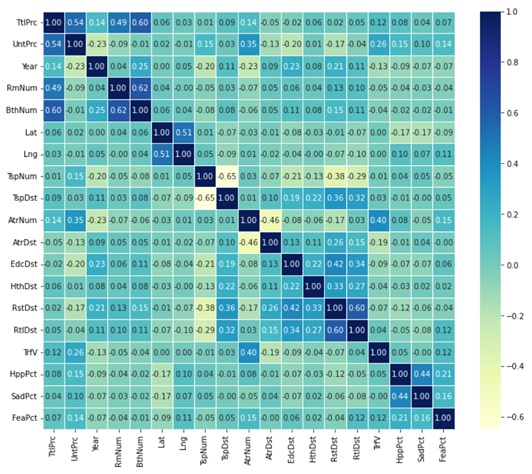 TtlPrc 1.00 0.54 0.14 0.49 0.60 0.06 0.03 0.01 0.09 0.14 -0.05 -0.02 0.06 0.02 0.05 0.12 0.08 0.04 0.07
UntPrc 0.54 1.00 -0.23 -0.09 -0.01 0.02 -0.01 0.15 0.03 0.35 -0.13 -0.20 0.01 -0.17 -0.04 0.26 0.15 0.10 0.14
Year 0.14 -0.23 1.00 0.04 0.25 0.00 0.05 -0.20 0.11 -0.23 0.09 0.23 0.08 0.21 0.11 -0.13 -0.09 -0.07 -0.07
RmNum 0.49 -0.09 0.04 1.00 0.62 0.04 -0.00 -0.05 0.03 -0.07 0.05 0.06 0.04 0.13 0.10 -0.05 -0.04 -0.03 -0.04
BthNum 0.60 -0.01 0.25 0.62 1.00 0.06 0.04 -0.08 0.08 -0.06 0.05 0.11 0.08 0.15 0.11 -0.04 -0.02 -0.02 -0.01
Lat 0.06 0.02 0.00 0.04 0.06 1.00 0.51 0.01 -0.07 -0.03 -0.01 -0.08 -0.03 -0.01 -0.07 0.00 -0.17 -0.17 -0.09
Lng 0.03 -0.01 0.05 -0.00 0.04 0.51 1.00 0.05 -0.09 0.01 -0.02 -0.04 -0.00 -0.07 -0.10 0.00 0.10 0.07 0.11
TspNum 0.01 0.15 -0.20 -0.05 -0.08 0.01 0.05 1.00 -0.65 0.03 -0.07 -0.21 -0.13 -0.38 -0.29 -0.01 0.04 0.05 -0.05
TspDst 0.09 0.03 0.11 0.03 0.08 -0.07 -0.09 -0.65 1.00 0.01 0.10 0.19 0.22 0.36 0.32 0.03 -0.01 -0.00 0.05
AtrNum 0.14 0.35 -0.23 -0.07 -0.06 -0.03 0.01 0.03 0.01 1.00 -0.46 -0.08 -0.06 -0.17 0.03 0.40 0.08 -0.05 0.15
AtrDst -0.05 -0.13 0.09 0.05 0.05 -0.01 -0.02 -0.07 0.10 -0.46 1.00 0.13 0.11 0.26 0.15 -0.19 -0.01 0.04 -0.00
EdcDst -0.02 -0.20 0.23 0.06 0.11 -0.08 -0.04 -0.21 0.19 -0.08 0.13 1.00 0.22 0.42 0.34 -0.09 -0.07 -0.07 0.06
HthDst 0.06 0.01 0.08 0.04 0.08 -0.03 -0.00 -0.13 0.22 -0.06 0.11 0.22 1.00 0.33 0.27 -0.04 -0.03 0.02 0.02
RstDst 0.02 -0.17 0.21 0.13 0.15 -0.01 -0.07 -0.38 0.36 -0.17 0.26 0.42 0.33 1.00 0.60 -0.07 -0.12 -0.06 -0.04
RtlDst 0.05 -0.04 0.11 0.10 0.11 -0.07 -0.10 -0.29 0.32 0.03 0.15 0.34 0.27 0.60 1.00 0.04 -0.05 -0.08 0.12
TrfV 0.12 0.26 -0.13 -0.05 -0.04 0.00 0.00 -0.01 0.03 0.40 -0.19 -0.09 -0.04 -0.07 0.04 1.00 0.05 -0.00 0.12
HppPct 0.08 0.15 -0.09 -0.04 -0.02 -0.17 0.10 0.04 -0.01 0.08 -0.01 -0.07 -0.03 -0.12 -0.05 0.05 1.00 0.44 0.21
SadPct 0.04 0.10 -0.07 -0.03 -0.02 -0.17 0.07 0.05 -0.00 -0.05 0.04 -0.07 0.02 -0.06 -0.08 -0.00 0.44 1.00 0.16
FeaPct 0.07 0.14 -0.07 -0.04 -0.01 -0.09 0.11 -0.05 0.05 0.15 -0.00 0.06 0.02 -0.04 0.12 0.12 0.21 0.16 1.00
TtlPrc UntPrc Year RmNum BthNum Lat Lng TspNum TspDst AtrNum AtrDst EdcDst HthDst RstDst RtlDst TrfV HppPct SadPct FeaPct
1.0
0.8
0.6
0.4
0.2
0.0
−0.2
−0.4
−0.6